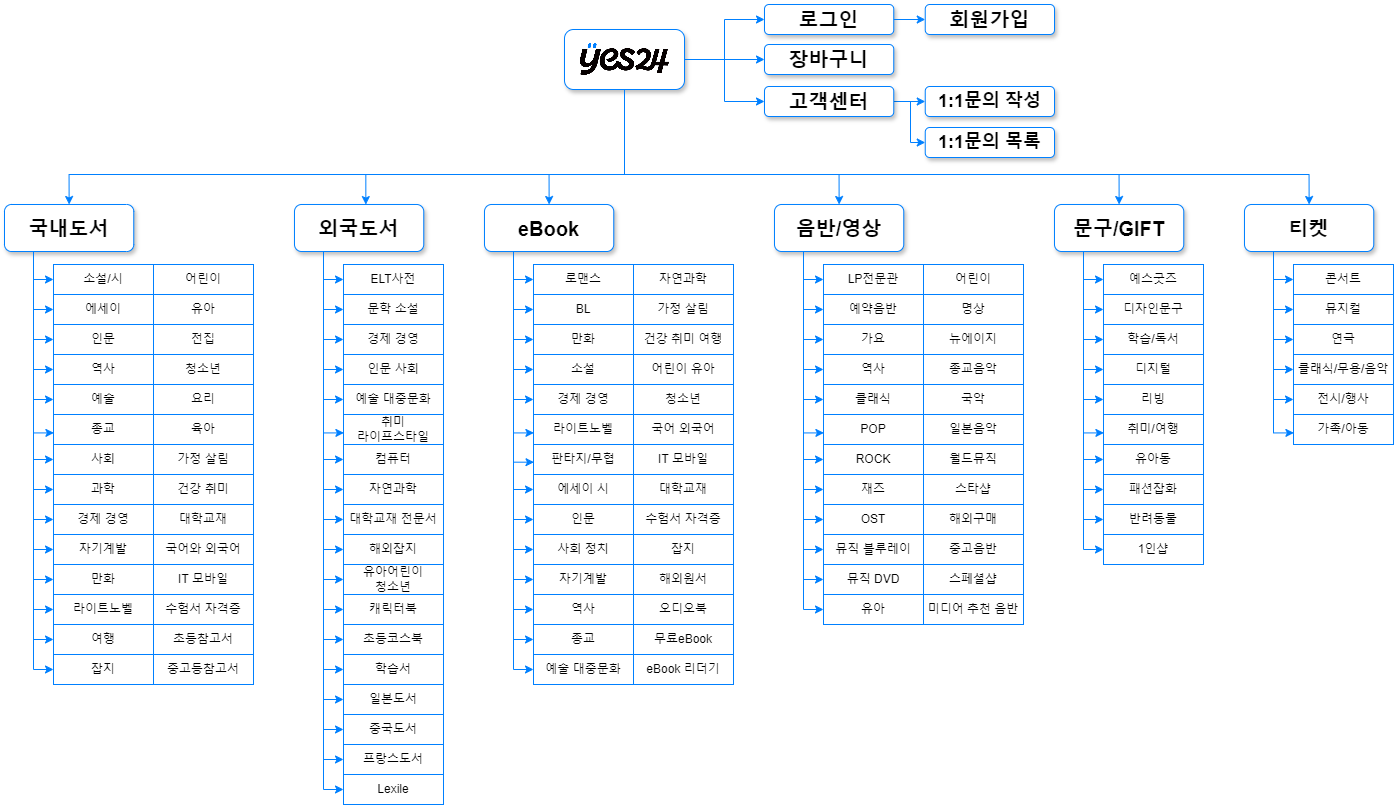 yes24
로그인
회원가입
장바구니
고객센터
1:1문의 작성
1:1문의 목록
국내도서
외국도서
eBook
음반/영상
문구/GIFT
티켓
소설/시
어린이
에세이
유아
인문
전집
역사
청소년
예술
요리
종교
육아
사회
가정 살림
과학
건강 취미
경제 경영
대학교재
자기계발
국어와 외국어
만화
IT 모바일
라이트노벨
수험서 자격증
여행
초등참고서
잡지
중고등참고서
ELT사전
문학 소설
경제 경영
인문 사회
예술 대중문화
취미
라이프스타일
컴퓨터
자연과학
대학교재 전문서
해외잡지
유아어린이
청소년
캐릭터북
초등코스북
학습서
일본도서
중국도서
프랑스도서
Lexile
로맨스
자연과학
BL
가정 살림
만화
건강 취미 여행
소설
어린이 유아
경제 경영
청소년
라이트노벨
국어 외국어
판타지/무협
IT 모바일
에세이 시
대학교재
인문
수험서 자격증
사회 정치
잡지
자기계발
해외원서
역사
오디오북
종교
무료eBook
예술 대중문화
eBook 리더기
LP전문관
어린이
예약음반
명상
가요
뉴에이지
역사
종교음악
클래식
국악
POP
일본음악
ROCK
월드뮤직
재즈
스타샵
OST
해외구매
뮤직 블루레이
중고음반
뮤직 DVD
스페셜샵
유아
미디어 추천 음반
예스굿즈
디자인문구
학습/독서
디지털
리빙
취미/여행
유아동
패션잡화
반려동물
1인샵
콘서트
뮤지컬
연극
클래식/무용/음악
전시/행사
가족/아동